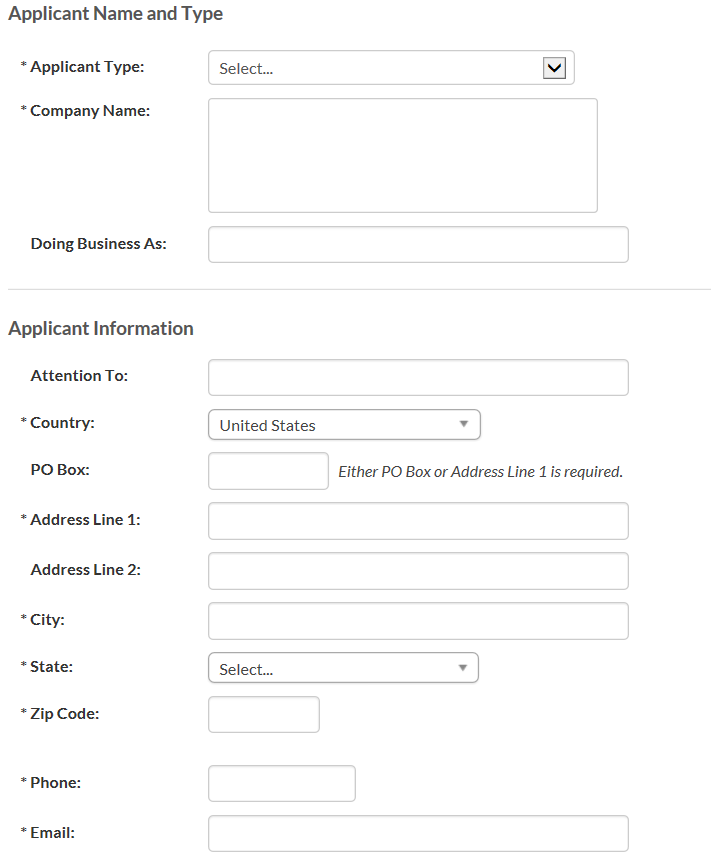 Applicant Name and Type
* Applicant Type: Select...
* Company Name:
Doing Business As:
Applicant Information
Attention To:
* Country: United States
PO Box: Either PO Box or Address Line 1 is required.
* Address Line 1:
Address Line 2:
* City:
* State: Select...
* Zip Code:
* Phone:
* Email: